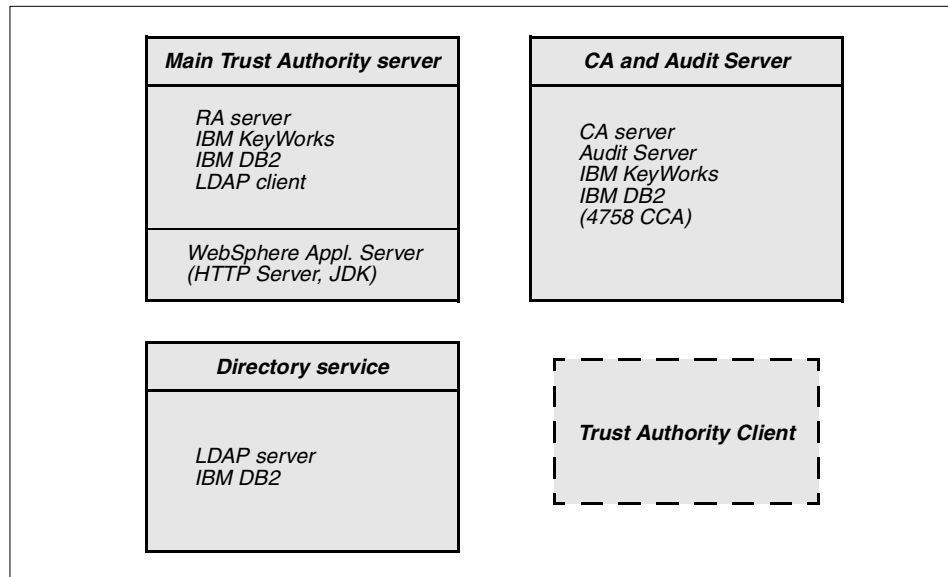 Main Trust Authority server
RA server
IBM KeyWorks
IBM DB2
LDAP client
WebSphere Appl. Server
(HTTP Server, JDK)
CA and Audit Server
CA server
Audit Server
IBM KeyWorks
IBM DB2
(4758 CCA)
Directory service
LDAP server
IBM DB2
Trust Authority Client